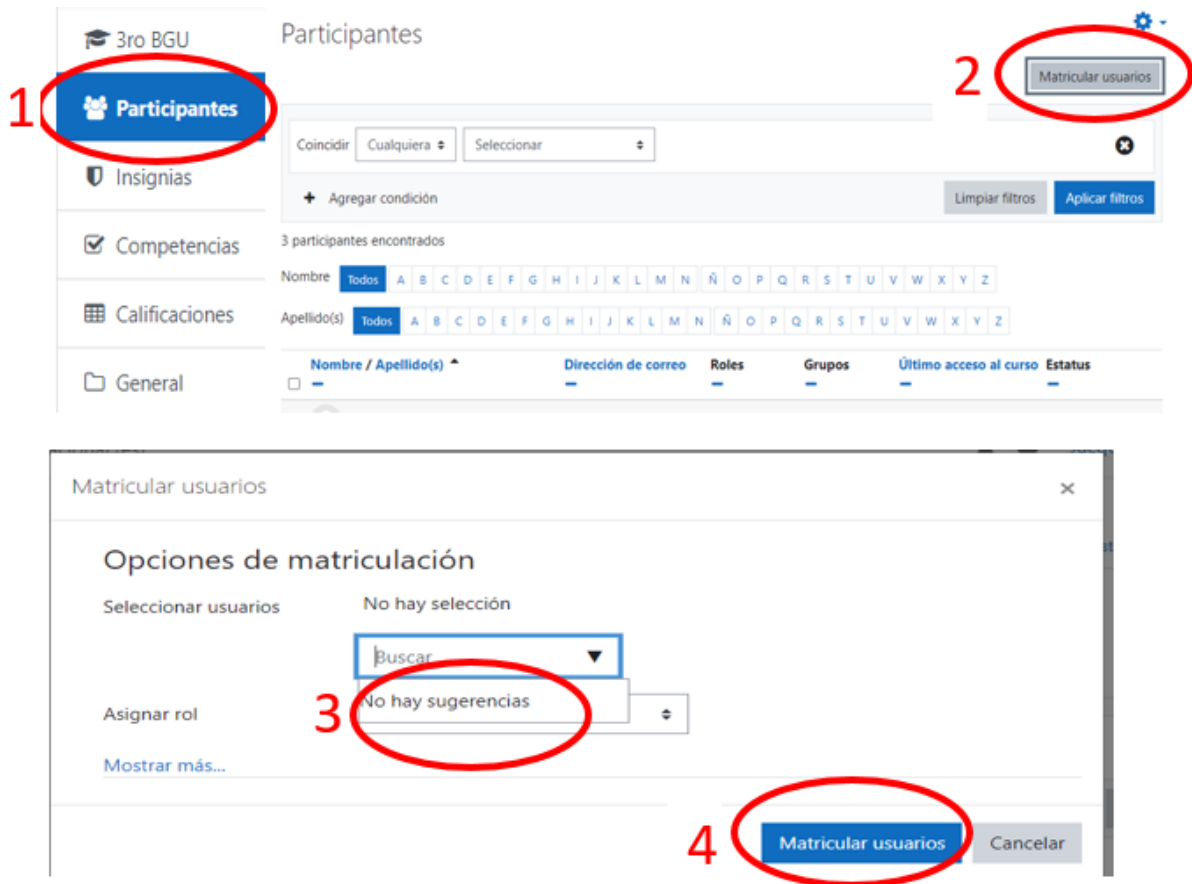 3ro BGU
Participantes
Insignias
Competencias
Calificaciones
General
1
Participantes
2
Matricular usuarios
Coincidir Cualquiera Seleccionar
+ Agregar condición
Limpiar filtros Aplicar filtros
3 participantes encontrados
Nombre Todos A B C D E F G H I J K L M N Ñ O P Q R S T U V W X Y Z
Apellido(s) Todos A B C D E F G H I J K L M N Ñ O P Q R S T U V W X Y Z
Nombre / Apellido(s) Dirección de correo Roles Grupos Último acceso al curso Estatus
Matricular usuarios ×
Opciones de matriculación
Seleccionar usuarios No hay selección
Buscar
No hay sugerencias
Asignar rol
3
Mostrar más...
4
Matricular usuarios Cancelar